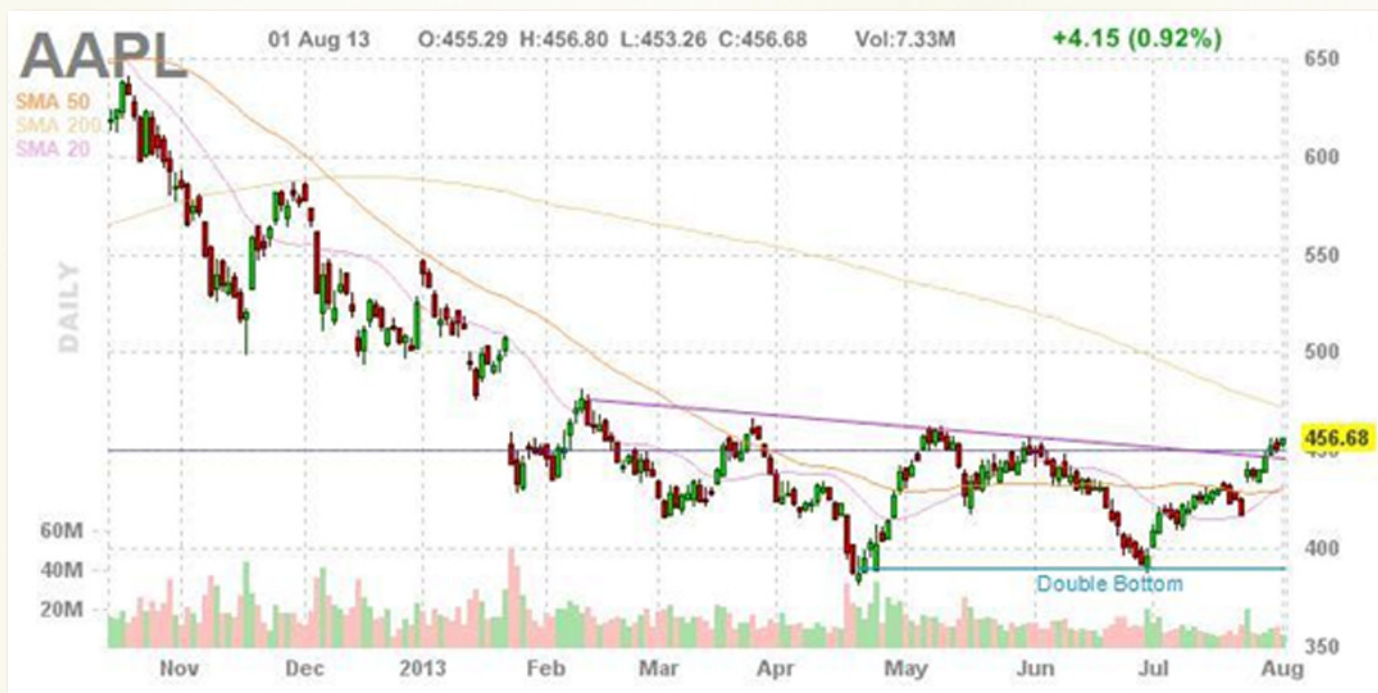 AAPL
01 Aug 13 O:455.29 H:456.80 L:453.26 C:456.68 Vol:7.33M +4.15 (0.92%)
SMA 50
SMA 200
SMA 20
DAILY
650
600
550
500
456.68
400
350
60M
40M
20M
Double Bottom
Nov Dec 2013 Feb Mar Apr May Jun Jul Aug